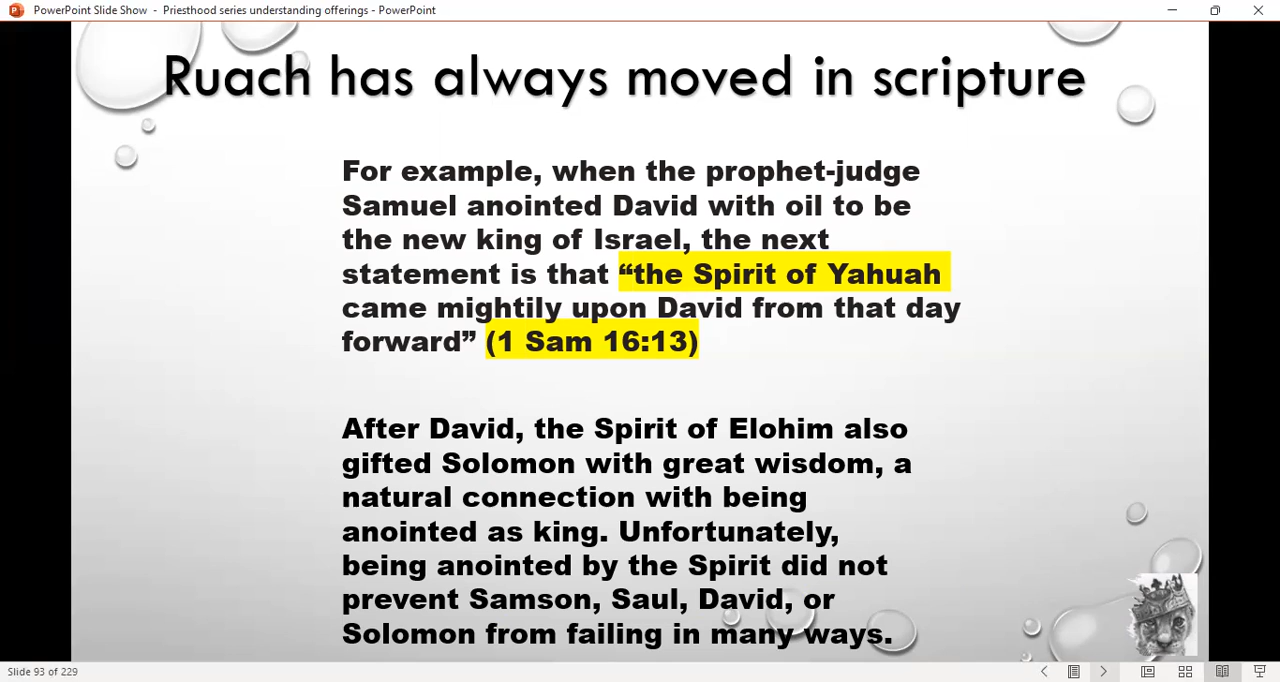 PowerPoint Slide Show - Priesthood series understanding offerings - PowerPoint
Ruach has always moved in scripture
For example, when the prophet-judge
Samuel anointed David with oil to be
the new king of Israel, the next
statement is that “the Spirit of Yahuah
came mightily upon David from that day
forward” (1 Sam 16:13)
After David, the Spirit of Elohim also
gifted Solomon with great wisdom, a
natural connection with being
anointed as king. Unfortunately,
being anointed by the Spirit did not
prevent Samson, Saul, David, or
Solomon from failing in many ways.
Slide 93 of 229